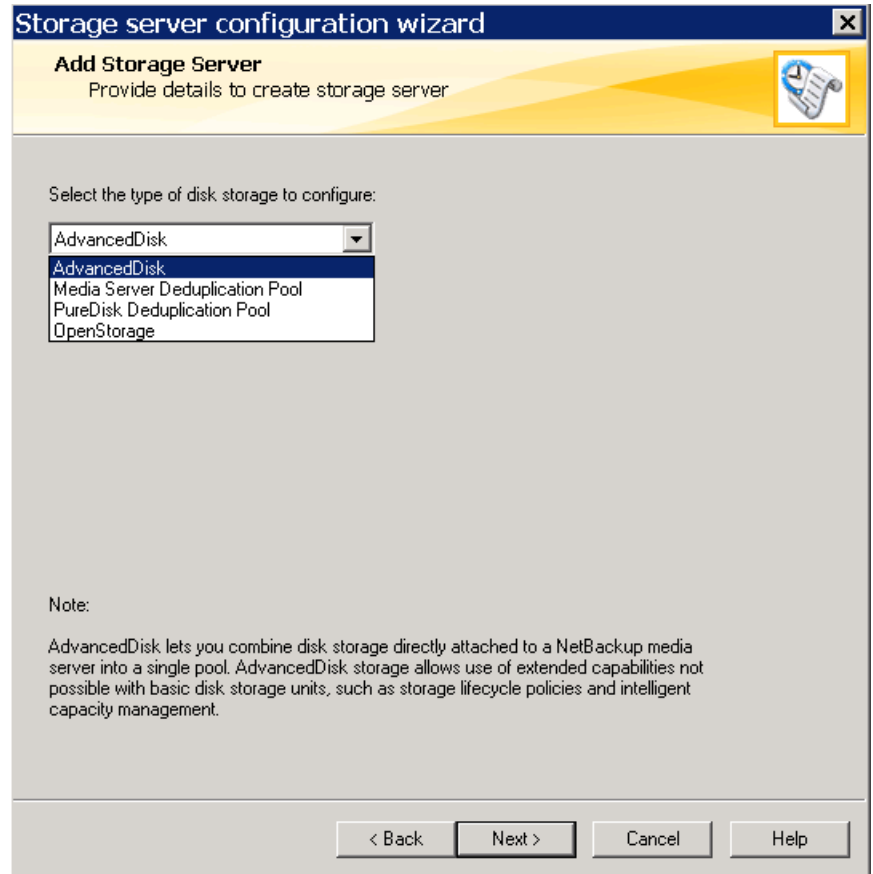 Storage server configuration wizard
Add Storage Server
Provide details to create storage server
Select the type of disk storage to configure:
AdvancedDisk
AdvancedDisk
Media Server Deduplication Pool
PureDisk Deduplication Pool
OpenStorage
Note:
AdvancedDisk lets you combine disk storage directly attached to a NetBackup media
server into a single pool. AdvancedDisk storage allows use of extended capabilities not
possible with basic disk storage units, such as storage lifecycle policies and intelligent
capacity management.
< Back
Next >
Cancel
Help